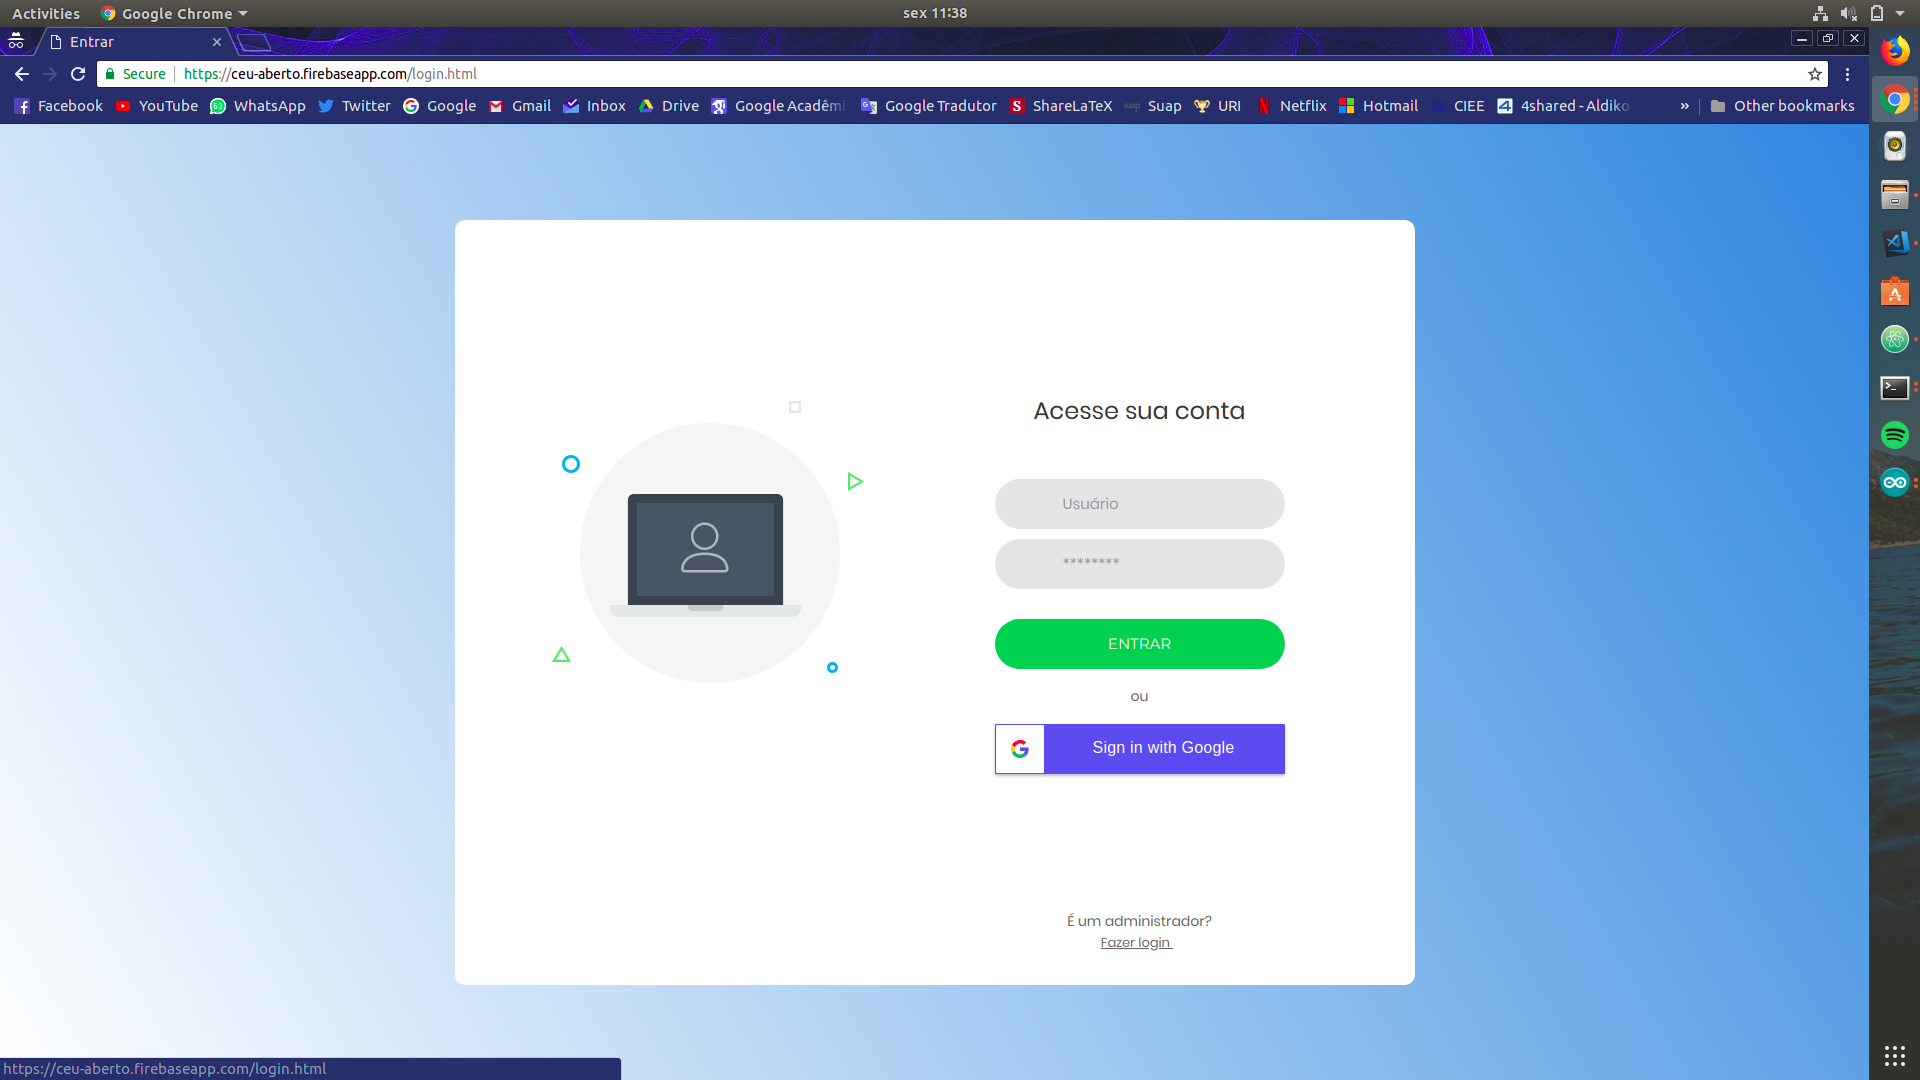 Activities Google Chrome sex 11:38
Entrar
Secure https://ceu-aberto.firebaseapp.com/login.html
Facebook YouTube WhatsApp Twitter Google Gmail Inbox Drive Google Acadêmi Google Tradutor ShareLaTeX Suap URI Netflix Hotmail CIEE 4shared - Aldiko » Other bookmarks
Acesse sua conta
Usuário
********
ENTRAR
ou
Sign in with Google
É um administrador?
Fazer login
https://ceu-aberto.firebaseapp.com/login.html